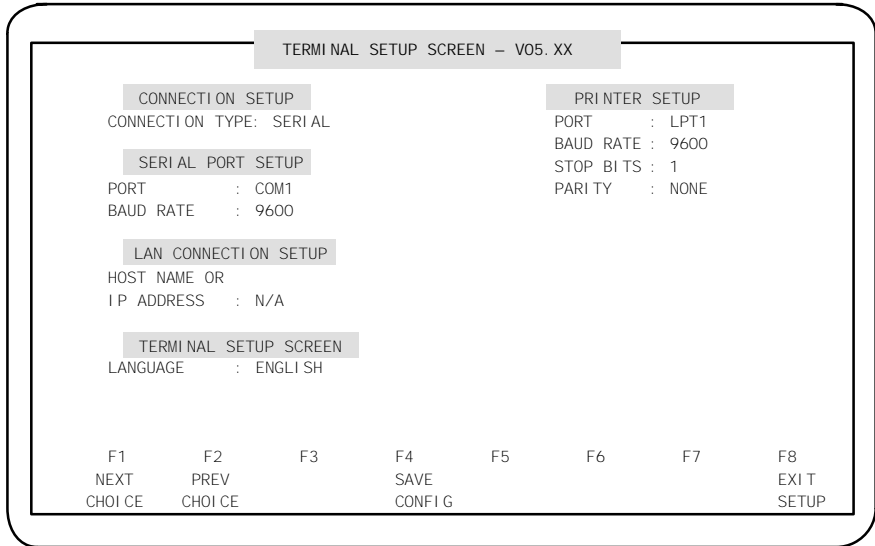 TERMINAL SETUP SCREEN – V05.XX
CONNECTION SETUP
CONNECTION TYPE: SERIAL
SERIAL PORT SETUP
PORT : COM1
BAUD RATE : 9600
LAN CONNECTION SETUP
HOST NAME OR
IP ADDRESS : N/A
TERMINAL SETUP SCREEN
LANGUAGE : ENGLISH
PRINTER SETUP
PORT : LPT1
BAUD RATE : 9600
STOP BITS : 1
PARITY : NONE
F1 F2 F3 F4 F5 F6 F7 F8
NEXT PREV SAVE EXIT
CHOICE CHOICE CONFIG SETUP